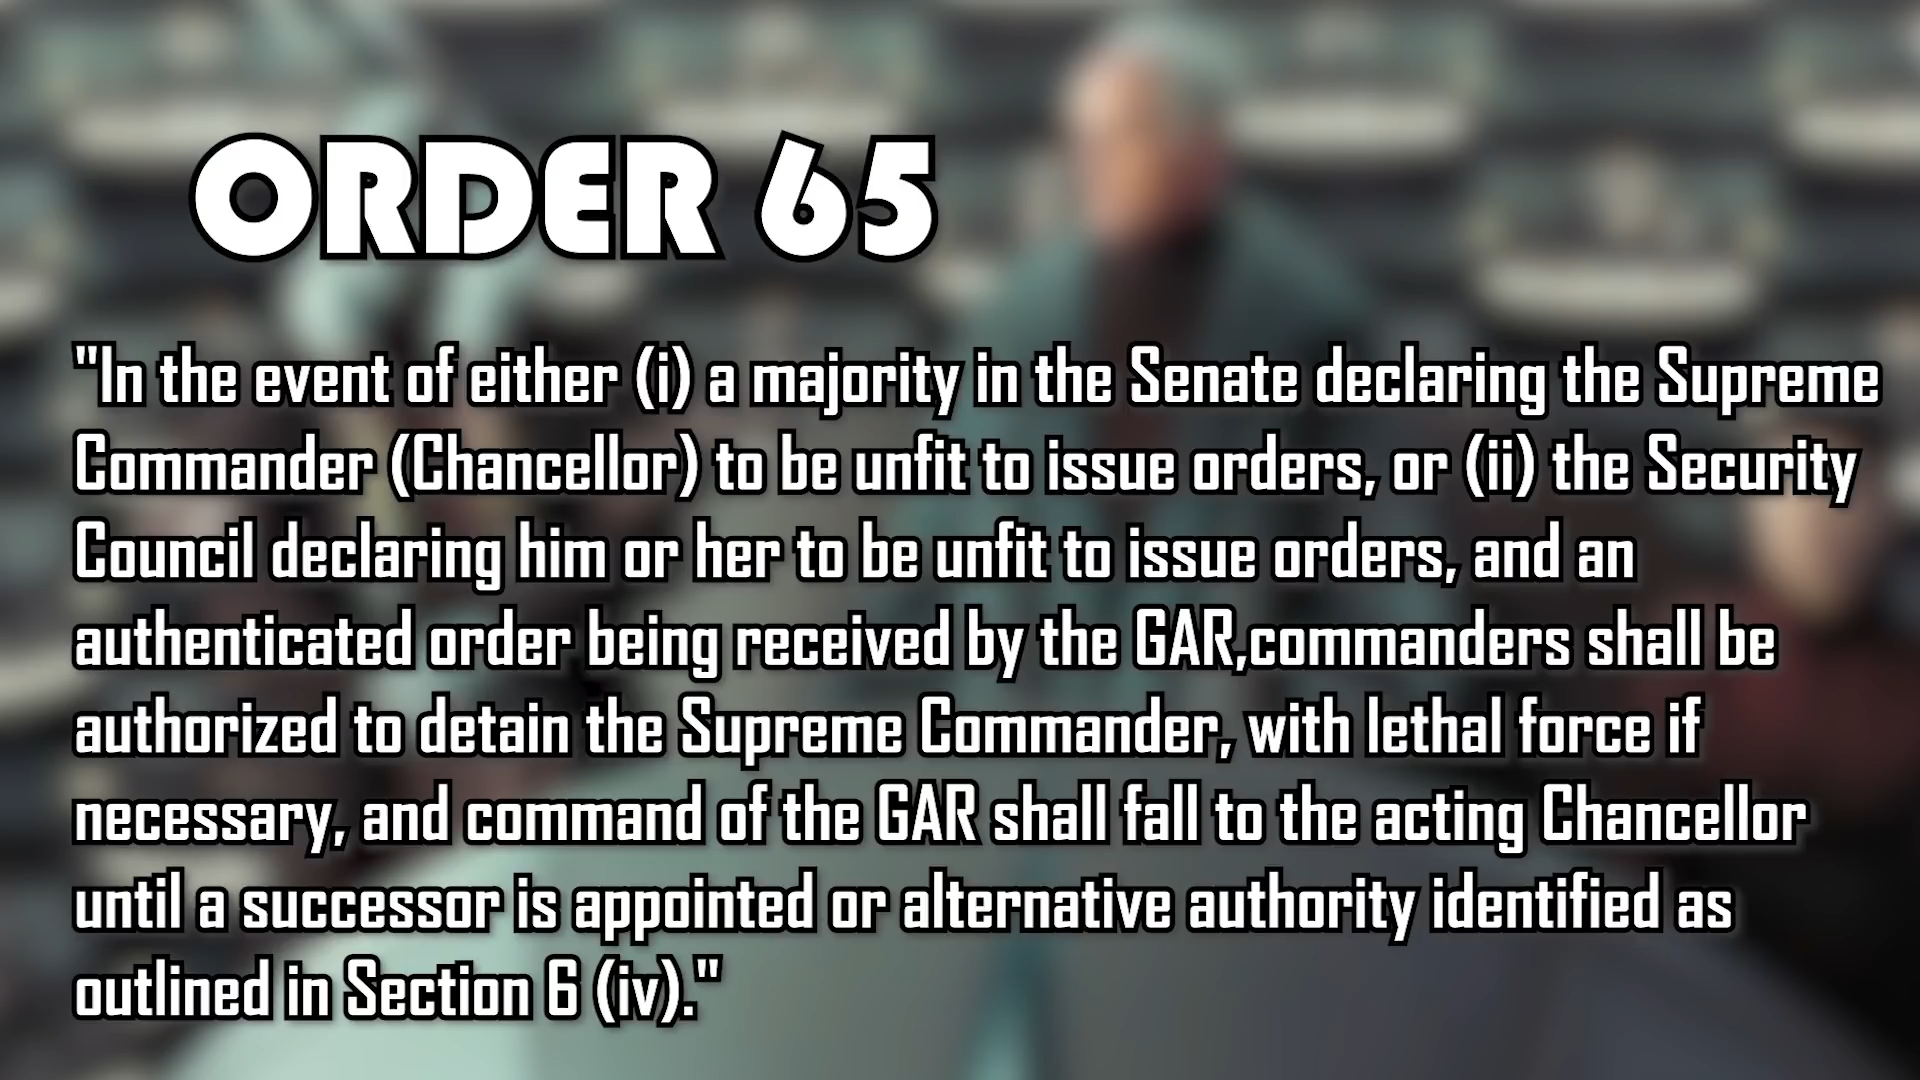 ORDER 65
"In the event of either (i) a majority in the Senate declaring the Supreme
Commander (Chancellor) to be unfit to issue orders, or (ii) the Security
Council declaring him or her to be unfit to issue orders, and an
authenticated order being received by the GAR,commanders shall be
authorized to detain the Supreme Commander, with lethal force if
necessary, and command of the GAR shall fall to the acting Chancellor
until a successor is appointed or alternative authority identified as
outlined in Section 6 (iv)."